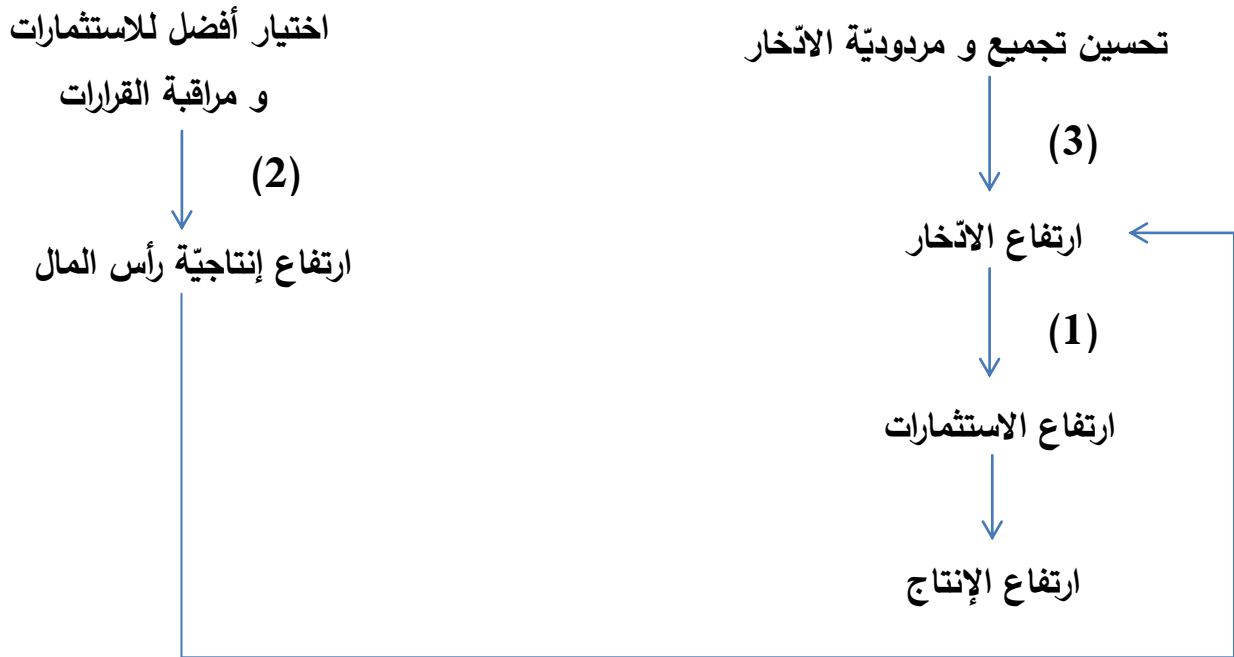 تحسين تجميع و مردوديّة الادّخار
(3)
ارتفاع الادّخار
(1)
ارتفاع الاستثمارات
ارتفاع الإنتاج
اختيار أفضل للاستثمارات
و مراقبة القرارات
(2)
ارتفاع إنتاجيّة رأس المال